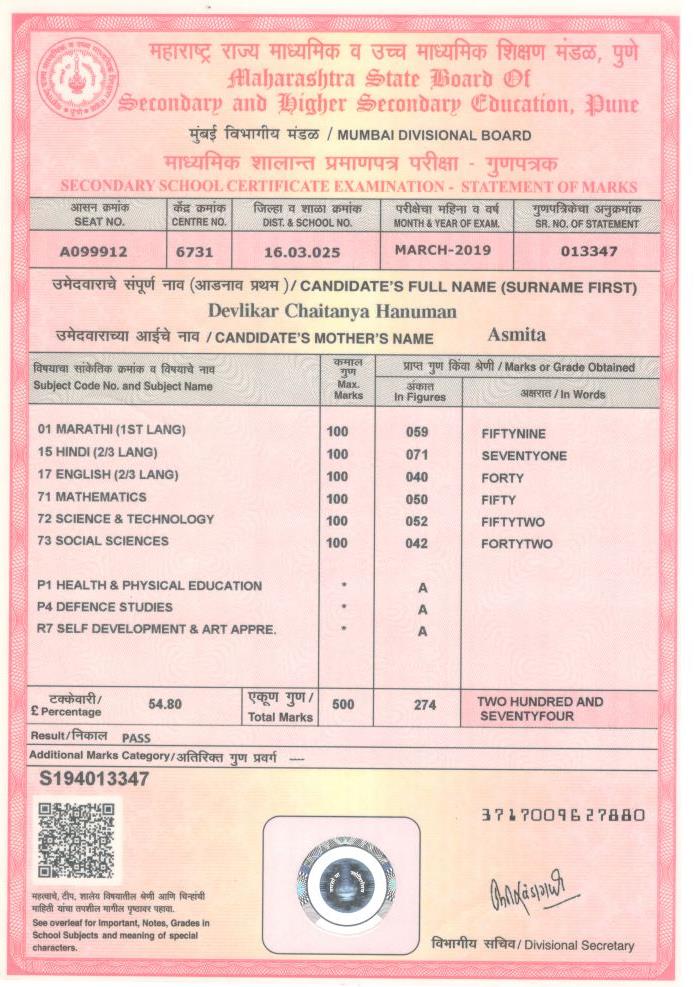 महाराष्ट्र राज्य माध्यमिक व उच्च माध्यमिक शिक्षण मंडळ, पुणे
Maharashtra State Board Of
Secondary and Higher Secondary Education, Pune
मुंबई विभागीय मंडळ / MUMBAI DIVISIONAL BOARD
माध्यमिक शालान्त प्रमाणपत्र परीक्षा - गुणपत्रक
SECONDARY SCHOOL CERTIFICATE EXAMINATION - STATEMENT OF MARKS
आसन क्रमांक केंद्र क्रमांक जिल्हा व शाळा क्रमांक परीक्षेचा महिना व वर्ष गुणपत्रिकेचा अनुक्रमांक
SEAT NO. CENTRE NO. DIST. & SCHOOL NO. MONTH & YEAR OF EXAM. SR. NO. OF STATEMENT
A099912 6731 16.03.025 MARCH-2019 013347
उमेदवाराचे संपूर्ण नाव (आडनाव प्रथम )/ CANDIDATE'S FULL NAME (SURNAME FIRST)
Devlikar Chaitanya Hanuman
उमेदवाराच्या आईचे नाव / CANDIDATE'S MOTHER'S NAME Asmita
विषयाचा सांकेतिक क्रमांक व विषयाचे नाव कमाल गुण प्राप्त गुण किंवा श्रेणी / Marks or Grade Obtained
Subject Code No. and Subject Name Max. Marks अंकात In Figures अक्षरात / In Words
01 MARATHI (1ST LANG) 100 059 FIFTYNINE
15 HINDI (2/3 LANG) 100 071 SEVENTYONE
17 ENGLISH (2/3 LANG) 100 040 FORTY
71 MATHEMATICS 100 050 FIFTY
72 SCIENCE & TECHNOLOGY 100 052 FIFTYTWO
73 SOCIAL SCIENCES 100 042 FORTYTWO
P1 HEALTH & PHYSICAL EDUCATION * A
P4 DEFENCE STUDIES * A
R7 SELF DEVELOPMENT & ART APPRE. * A
टक्केवारी/ एकूण गुण / TWO HUNDRED AND
£ Percentage 54.80 Total Marks 500 274 SEVENTYFOUR
Result/निकाल PASS
Additional Marks Category/अतिरिक्त गुण प्रवर्ग ----
S194013347
3717009627880
महत्वाचे, टीप, शालेय विषयातील श्रेणी आणि चिन्हांची
माहिती यांचा तपशील मागील पृष्ठावर पहावा.
See overleaf for Important, Notes, Grades in
School Subjects and meaning of special
characters.
विभागीय सचिव/ Divisional Secretary